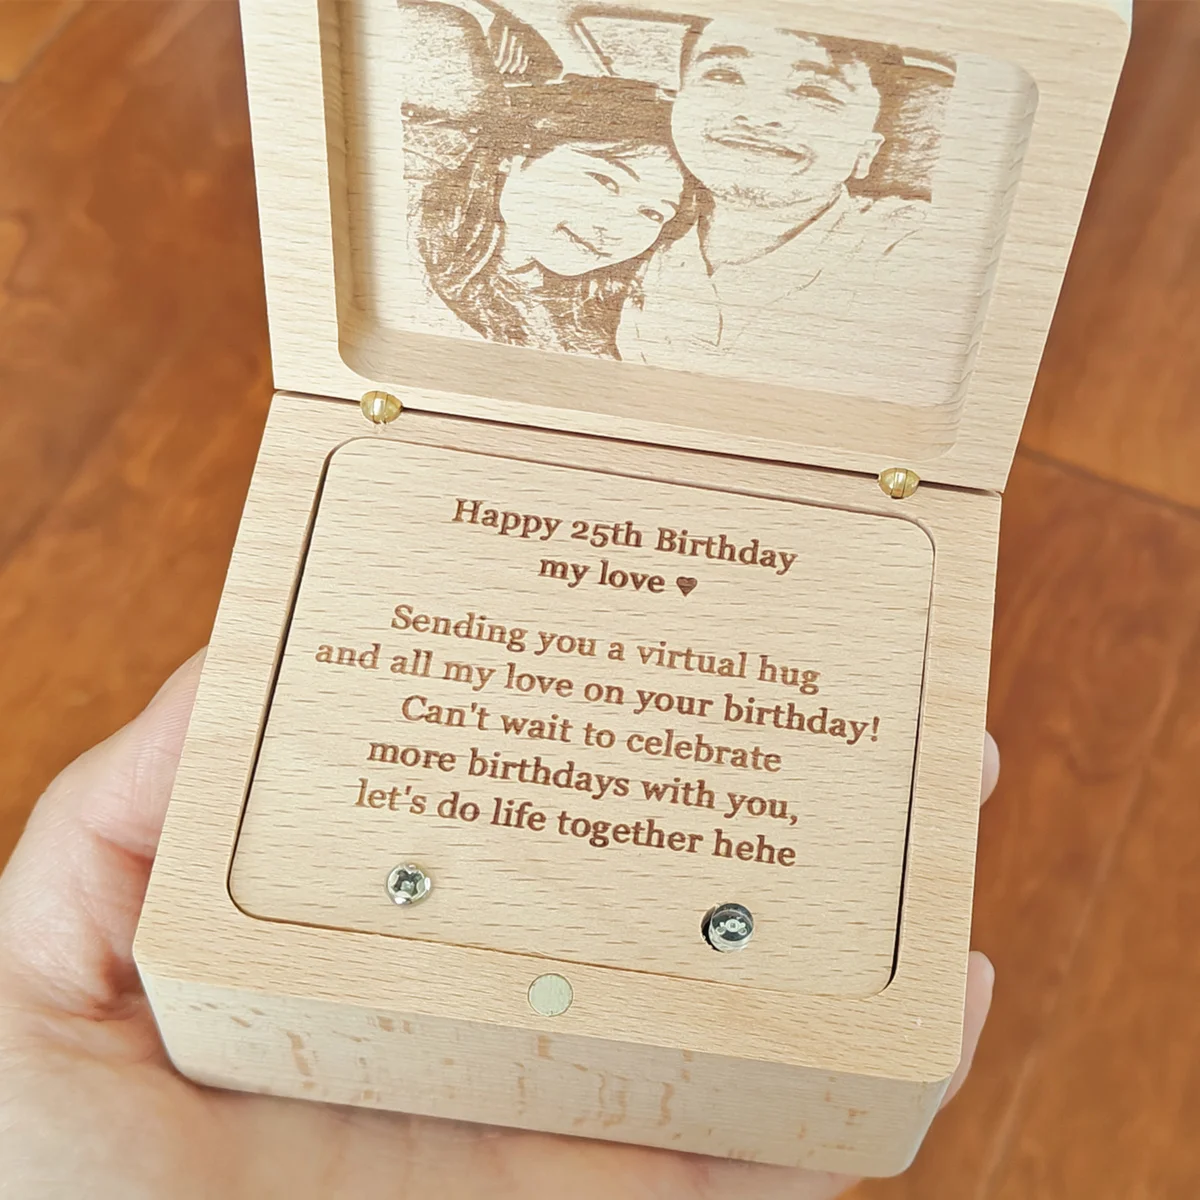 Happy 25th Birthday
my love ♥
Sending you a virtual hug
and all my love on your birthday!
Can't wait to celebrate
more birthdays with you,
let's do life together hehe